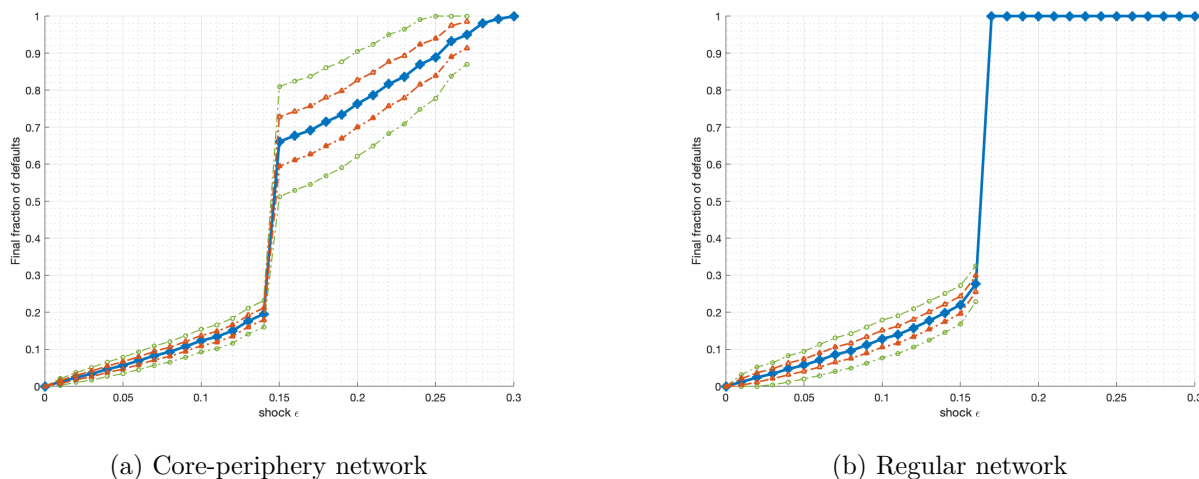 1
0.9
0.8
0.7
0.6
0.5
0.4
0.3
0.2
0.1
0
Final fraction of defaults
0 0.05 0.1 0.15 0.2 0.25 0.3
shock ϵ
(a) Core-periphery network
1
0.9
0.8
0.7
0.6
0.5
0.4
0.3
0.2
0.1
0
Final fraction of defaults
0 0.05 0.1 0.15 0.2 0.25 0.3
shock ϵ
(b) Regular network